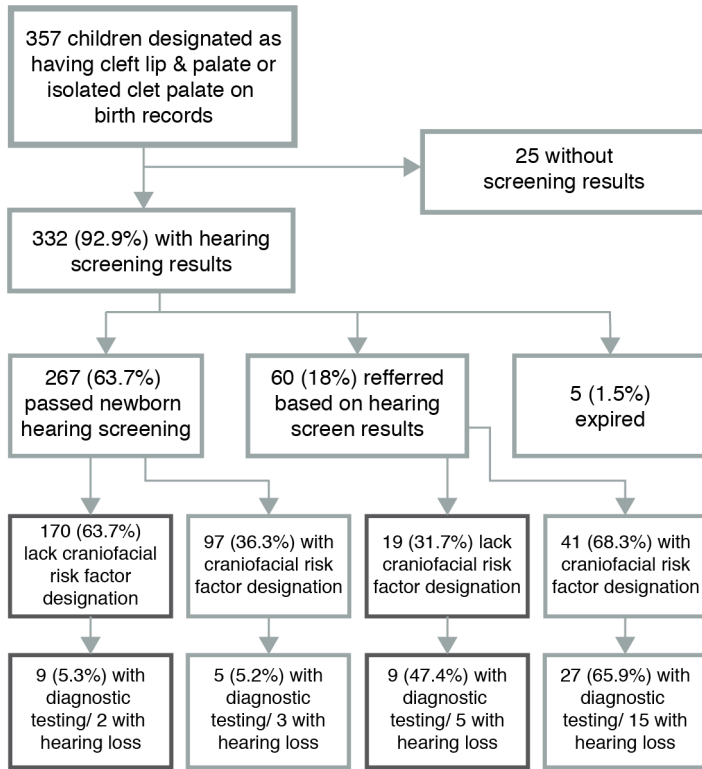 357 children designated as
having cleft lip & palate or
isolated clet palate on
birth records
25 without
screening results
332 (92.9%) with hearing
screening results
267 (63.7%)
passed newborn
hearing screening
60 (18%) refferred
based on hearing
screen results
5 (1.5%)
expired
170 (63.7%)
lack craniofacial
risk factor
designation
97 (36.3%) with
craniofacial risk
factor designation
19 (31.7%) lack
craniofacial risk
factor designation
41 (68.3%) with
craniofacial risk
factor designation
9 (5.3%) with
diagnostic
testing/ 2 with
hearing loss
5 (5.2%) with
diagnostic
testing/ 3 with
hearing loss
9 (47.4%) with
diagnostic
testing/ 5 with
hearing loss
27 (65.9%) with
diagnostic
testing/ 15 with
hearing loss